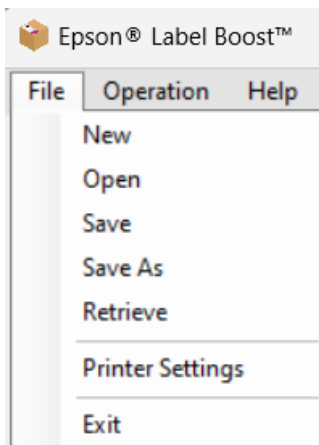 Epson® Label Boost™
File Operation Help
New
Open
Save
Save As
Retrieve
Printer Settings
Exit